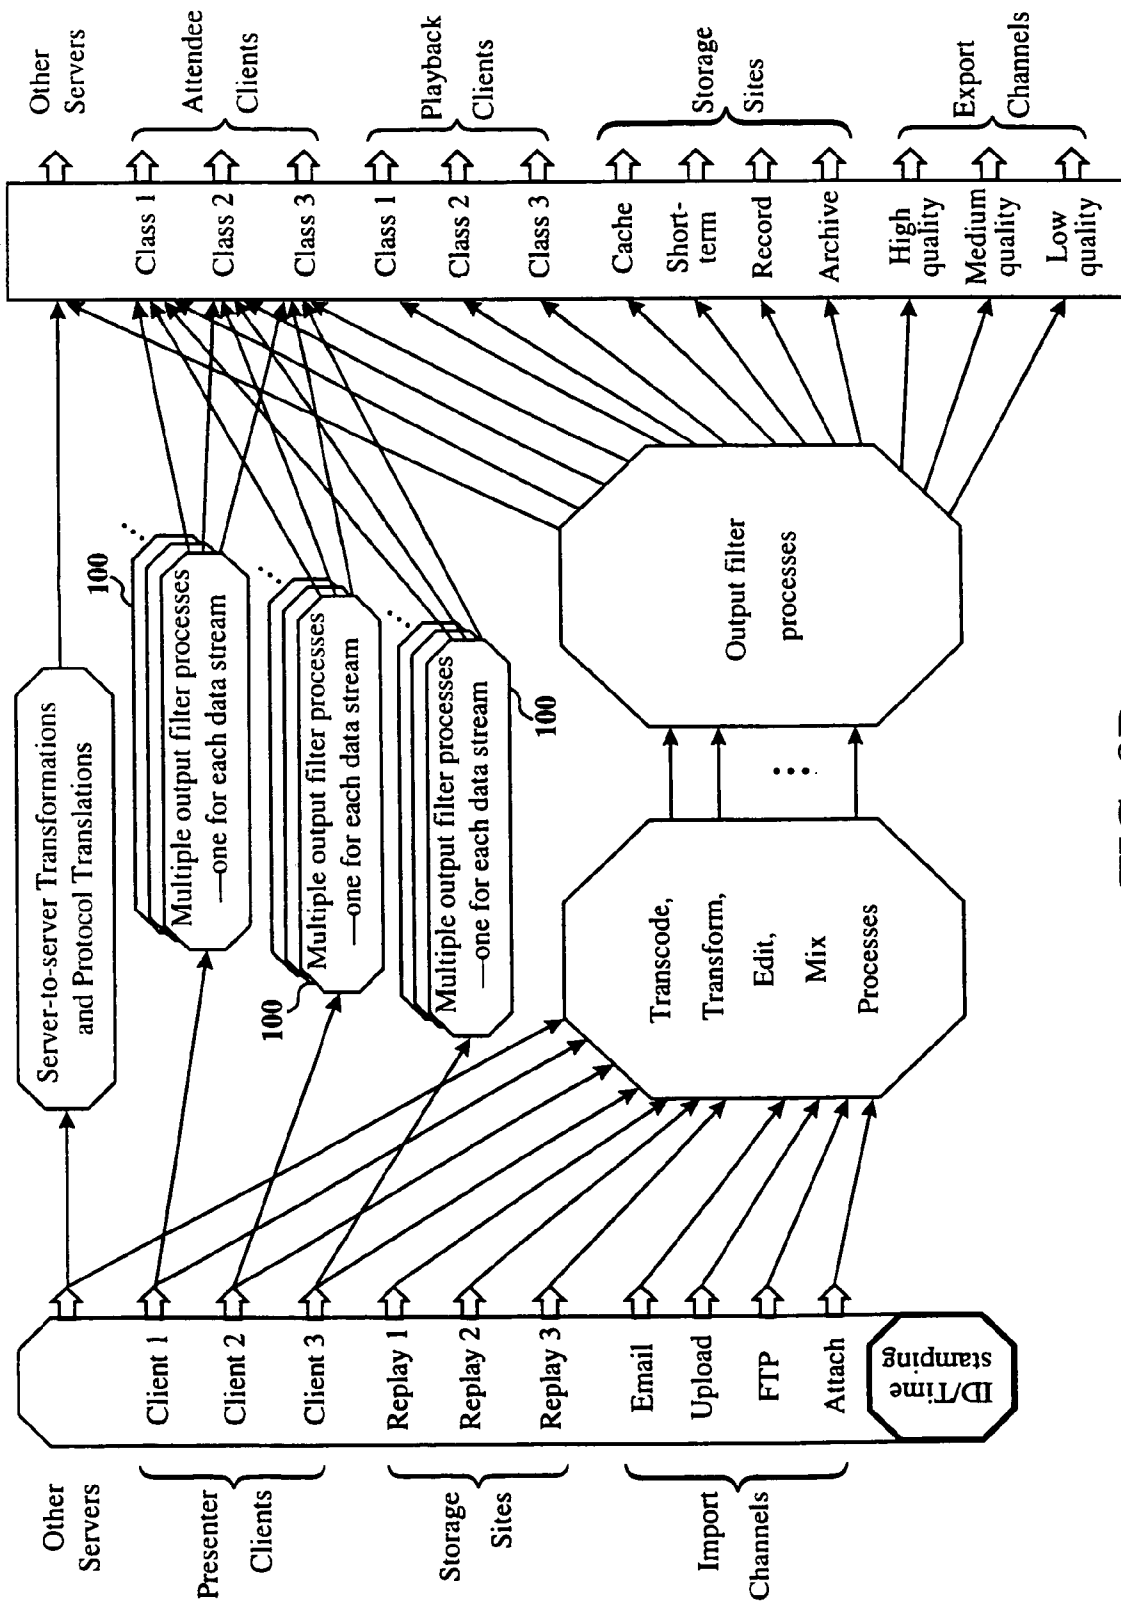 Other
Servers
Presenter
Clients
Storage
Sites
Import
Channels
Client 1
Client 2
Client 3
Replay 1
Replay 2
Replay 3
Email
Upload
FTP
Attach
ID/Time
stamping
Server-to-server Transformations
and Protocol Translations
Multiple output filter processes
—one for each data stream
100
Multiple output filter processes
—one for each data stream
100
Multiple output filter processes
—one for each data stream
100
Transcode,
Transform,
Edit,
Mix
Processes
Output filter
processes
Class 1
Class 2
Class 3
Class 1
Class 2
Class 3
Cache
Short-
term
Record
Archive
High
quality
Medium
quality
Low
quality
Other
Servers
Attendee
Clients
Playback
Clients
Storage
Sites
Export
Channels